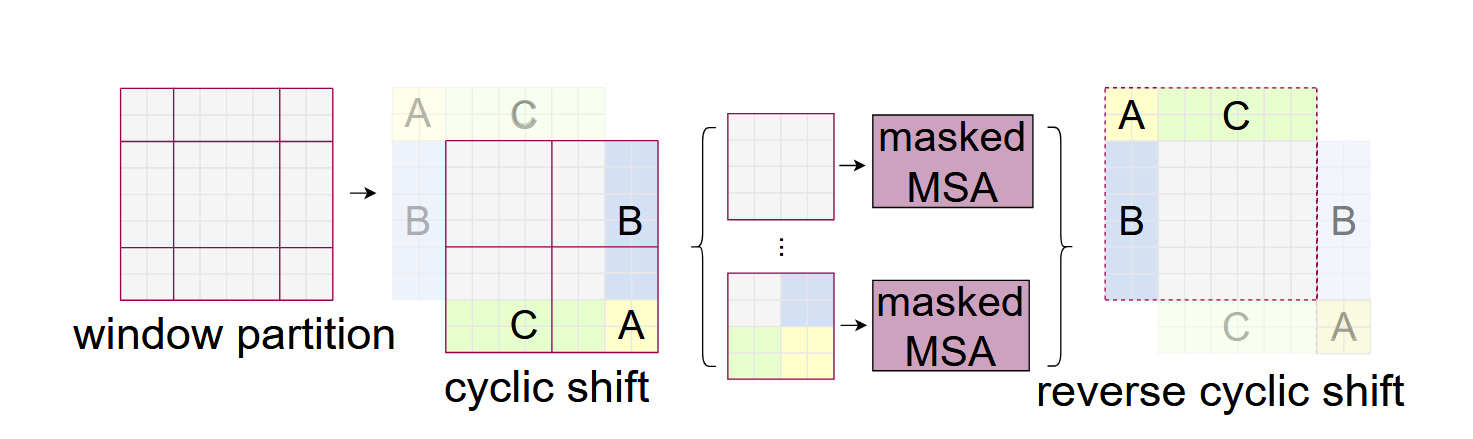 A
C
B
B
C
A
window partition
cyclic shift
masked
MSA
...
masked
MSA
A
C
B
B
C
A
reverse cyclic shift